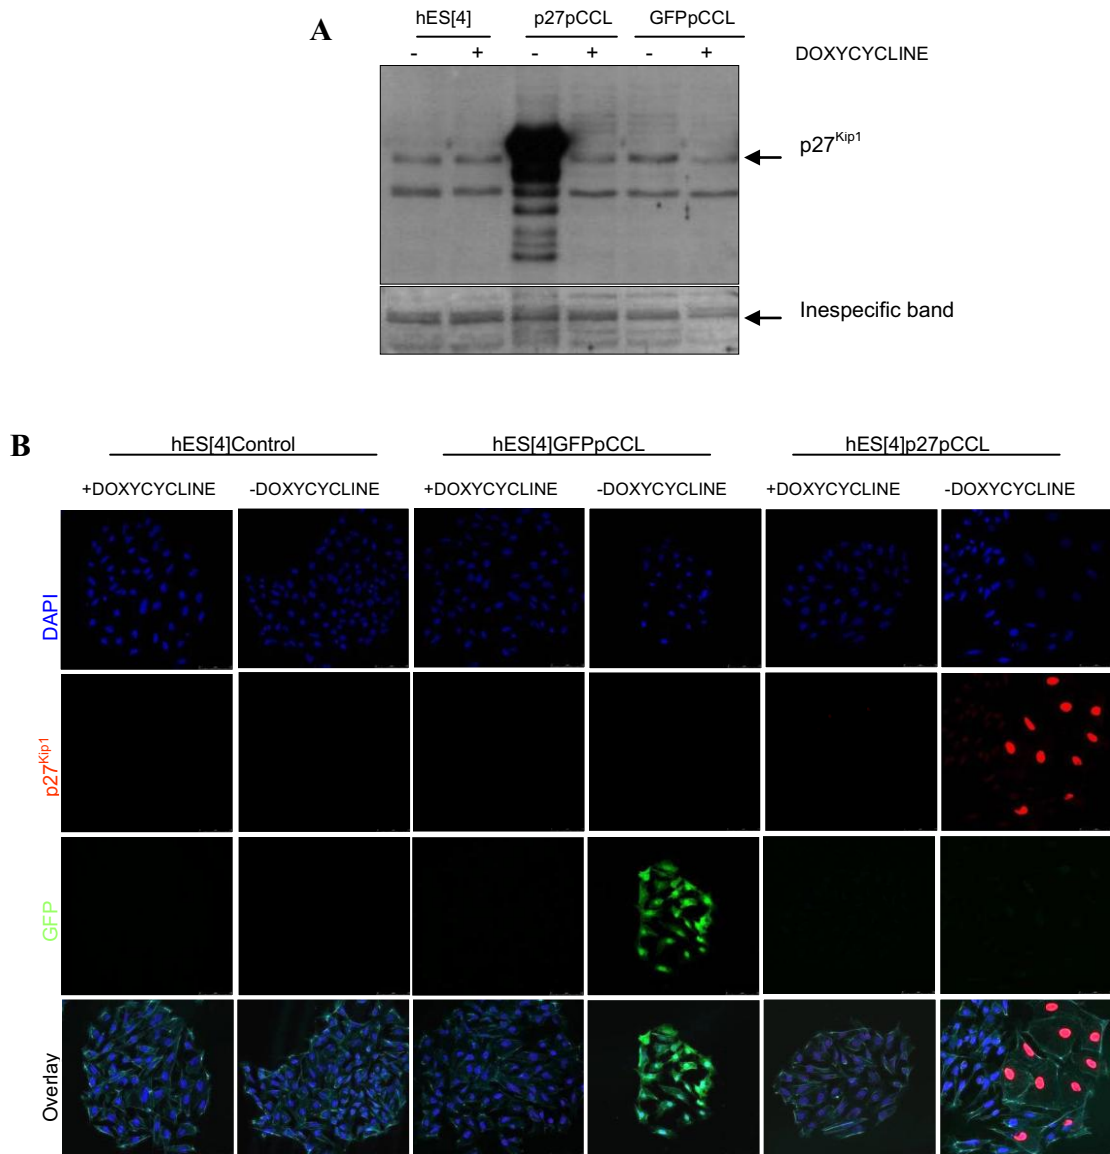 A
hES[4] p27pCCL GFPpCCL
- + - + - + DOXYCYCLINE
p27Kip1
Inespecific band
B
hES[4]Control hES[4]GFPpCCL hES[4]p27pCCL
+DOXYCYCLINE -DOXYCYCLINE +DOXYCYCLINE -DOXYCYCLINE +DOXYCYCLINE -DOXYCYCLINE
DAPI
p27Kip1
GFP
Overlay